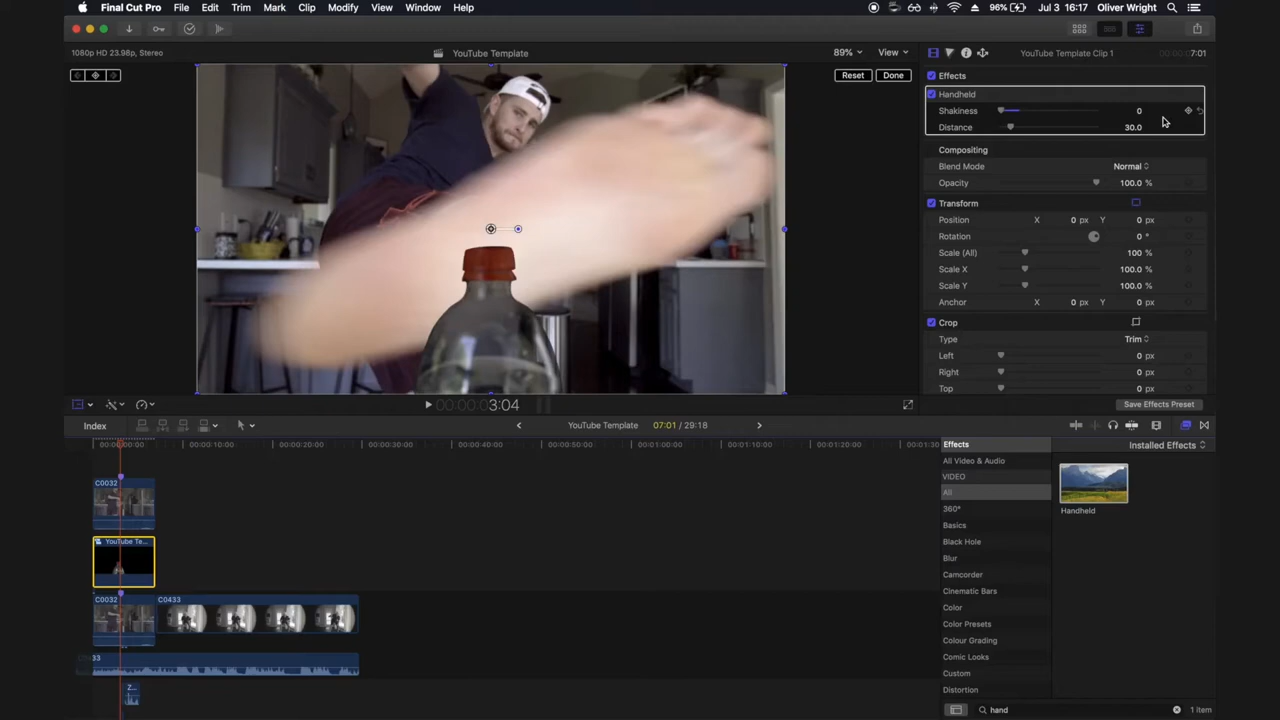 Final Cut Pro File Edit Trim Mark Clip Modify View Window Help 96% Jul 3 16:17 Oliver Wright
1080p HD 23.98p, Stereo YouTube Template 89% View YouTube Template Clip 1 7:01
Reset Done Effects
Handheld
Shakiness 0
Distance 30.0
Compositing
Blend Mode Normal
Opacity 100.0 %
Transform
Position X 0 px Y 0 px
Rotation 0 °
Scale (All) 100 %
Scale X 100.0 %
Scale Y 100.0 %
Anchor X 0 px Y 0 px
Crop
Type Trim
Left 0 px
Right 0 px
Top 0 px
00:00:00:03:04 Save Effects Preset
Index YouTube Template 07:01 / 29:18
00:00:00:00 00:00:10:00 00:00:20:00 00:00:30:00 00:00:40:00 00:00:50:00 00:01:00:00 00:01:10:00 00:01:20:00 00:01:30 Effects Installed Effects
All Video & Audio
VIDEO
All
360°
Basics
Black Hole
Blur
Camcorder
Cinematic Bars
Color
Color Presets
Colour Grading
Comic Looks
Custom
Distortion
Handheld
C0032
YouTube Te...
C0032 C0433
C0433
Z...
hand 1 item